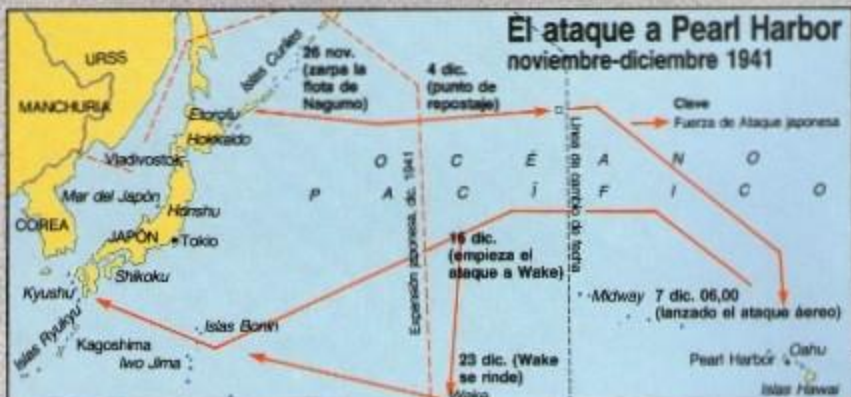 El ataque a Pearl Harbor
noviembre-diciembre 1941
Clave
Fuerza de Ataque japonesa
URSS
MANCHURIA
COREA
Islas Curiles
26 nov.
(zarpa la
flota de
Nagumo)
4 dic.
(punto de
repostaje)
Etorofu
Hokkaido
Vladivostok
Mar del Japón
Honshu
JAPÓN
Tokio
Shikoku
Kyushu
Islas Ryukyu
Kagoshima
Iwo Jima
Islas Bonin
OCÉANO
PACÍFICO
Expansión japonesa, dic. 1941
Línea de cambio de fecha
16 dic.
(empieza el
ataque a Wake)
23 dic. (Wake
se rinde)
Wake
Midway
7 dic. 06,00
(lanzado el ataque áereo)
Pearl Harbor
Oahu
Islas Hawai